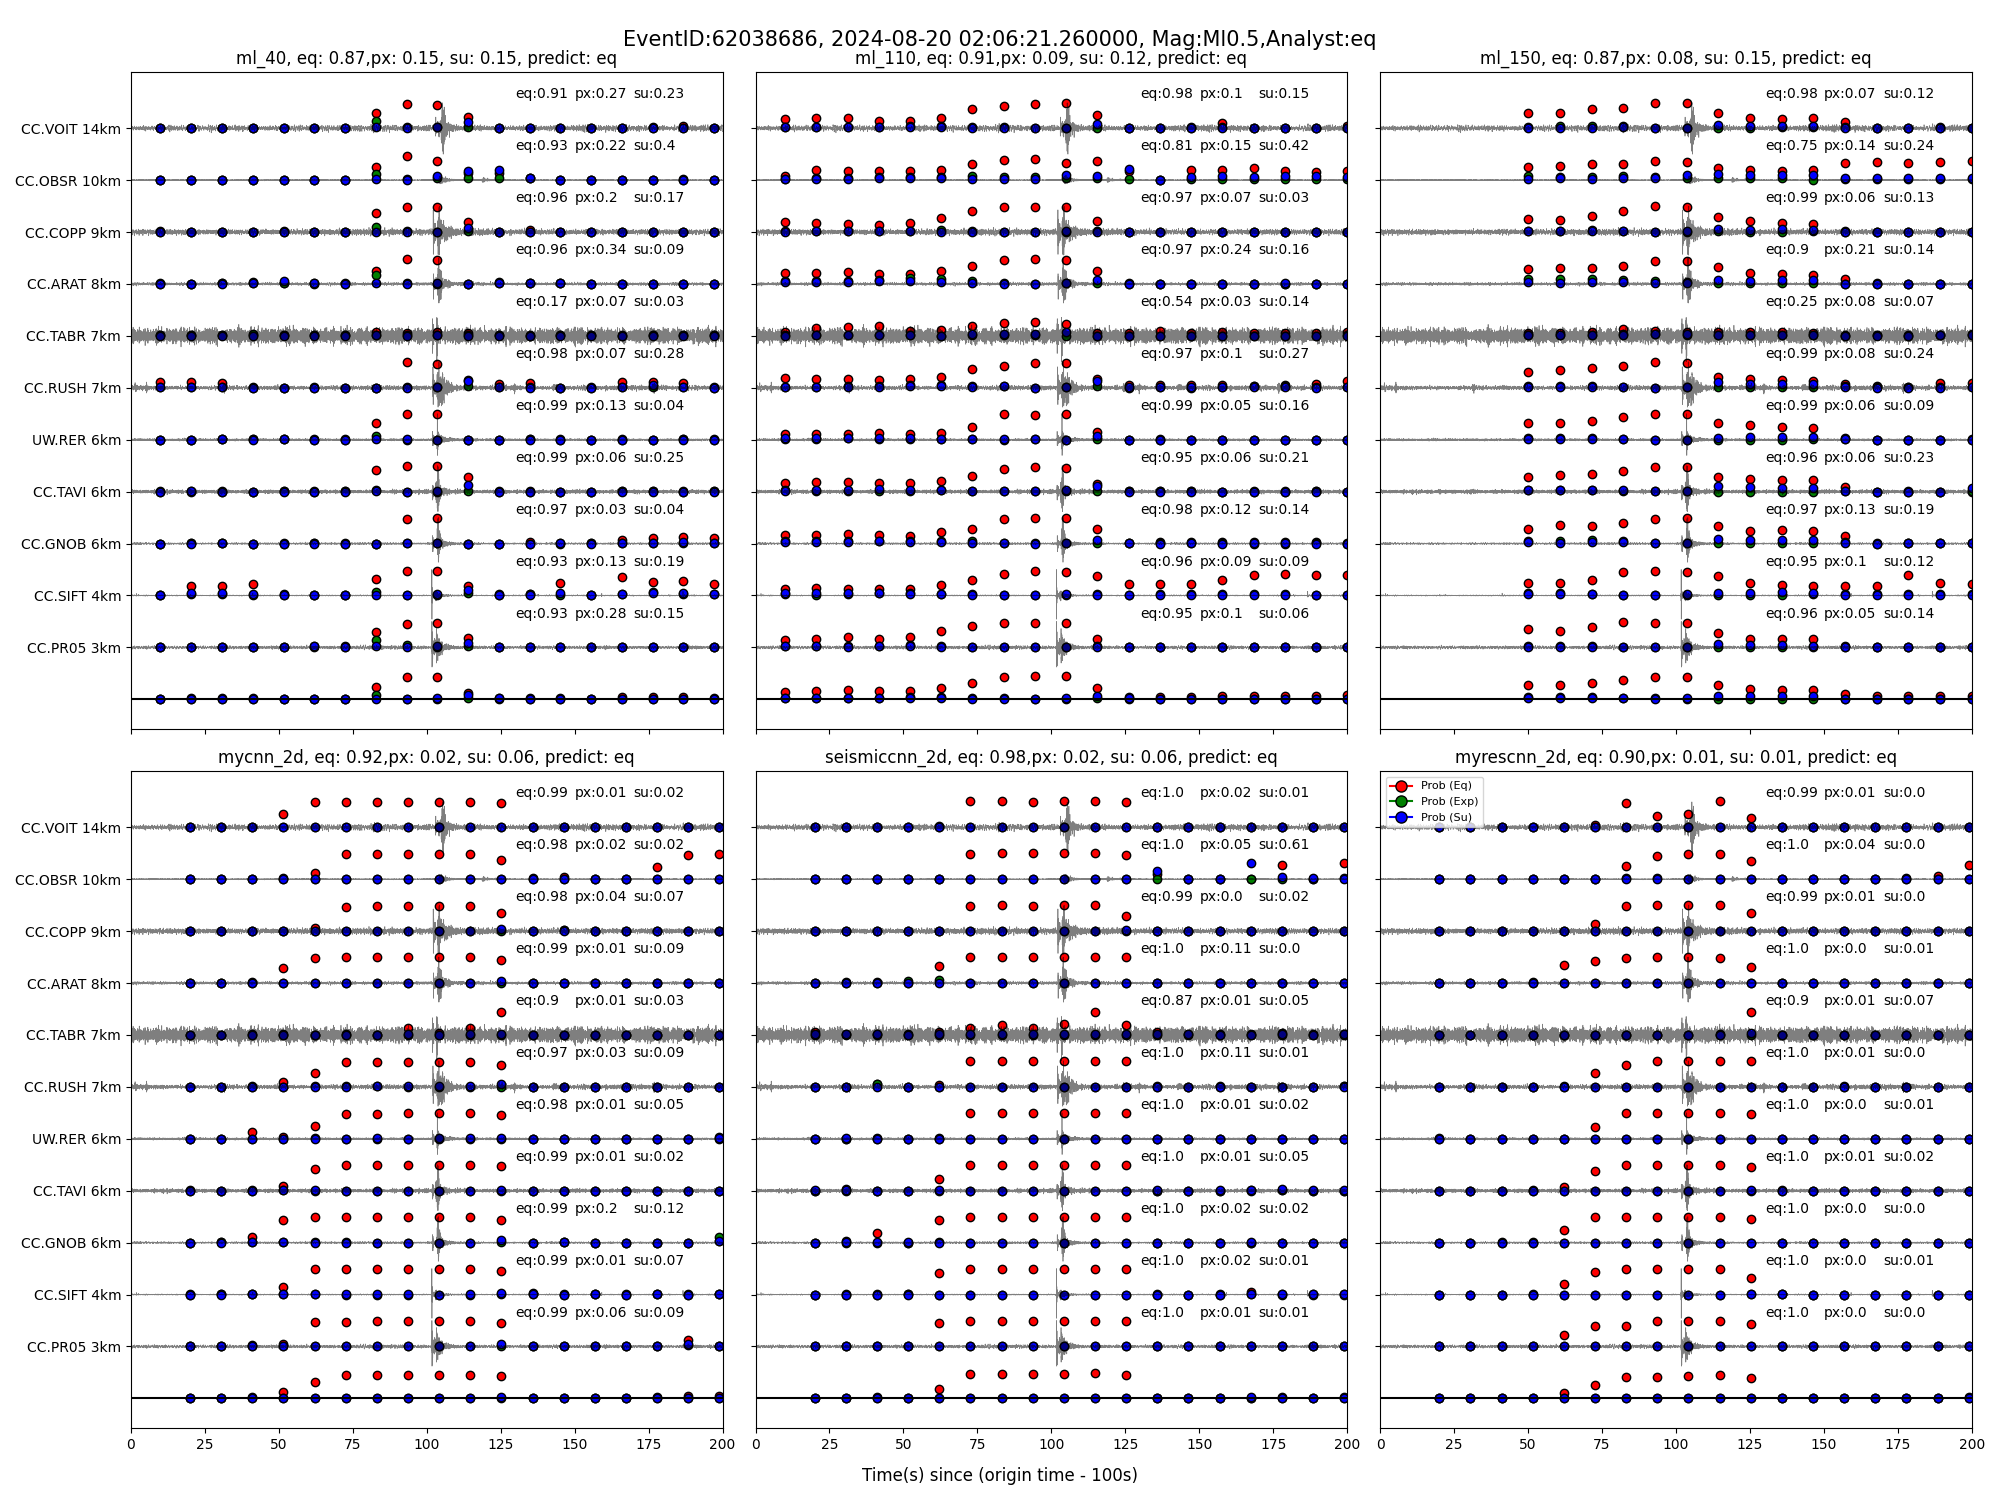 EventID:62038686, 2024-08-20 02:06:21.260000, Mag:Ml0.5,Analyst:eq
ml_40, eq: 0.87,px: 0.15, su: 0.15, predict: eq
CC.VOIT 14km eq:0.91 px:0.27 su:0.23
CC.OBSR 10km eq:0.93 px:0.22 su:0.4
CC.COPP 9km eq:0.96 px:0.2 su:0.17
CC.ARAT 8km eq:0.96 px:0.34 su:0.09
CC.TABR 7km eq:0.17 px:0.07 su:0.03
CC.RUSH 7km eq:0.98 px:0.07 su:0.28
UW.RER 6km eq:0.99 px:0.13 su:0.04
CC.TAVI 6km eq:0.99 px:0.06 su:0.25
CC.GNOB 6km eq:0.97 px:0.03 su:0.04
CC.SIFT 4km eq:0.93 px:0.13 su:0.19
CC.PR05 3km eq:0.93 px:0.28 su:0.15
ml_110, eq: 0.91,px: 0.09, su: 0.12, predict: eq
eq:0.98 px:0.1 su:0.15
eq:0.81 px:0.15 su:0.42
eq:0.97 px:0.07 su:0.03
eq:0.97 px:0.24 su:0.16
eq:0.54 px:0.03 su:0.14
eq:0.97 px:0.1 su:0.27
eq:0.99 px:0.05 su:0.16
eq:0.95 px:0.06 su:0.21
eq:0.98 px:0.12 su:0.14
eq:0.96 px:0.09 su:0.09
eq:0.95 px:0.1 su:0.06
ml_150, eq: 0.87,px: 0.08, su: 0.15, predict: eq
eq:0.98 px:0.07 su:0.12
eq:0.75 px:0.14 su:0.24
eq:0.99 px:0.06 su:0.13
eq:0.9 px:0.21 su:0.14
eq:0.25 px:0.08 su:0.07
eq:0.99 px:0.08 su:0.24
eq:0.99 px:0.06 su:0.09
eq:0.96 px:0.06 su:0.23
eq:0.97 px:0.13 su:0.19
eq:0.95 px:0.1 su:0.12
eq:0.96 px:0.05 su:0.14
mycnn_2d, eq: 0.92,px: 0.02, su: 0.06, predict: eq
CC.VOIT 14km eq:0.99 px:0.01 su:0.02
CC.OBSR 10km eq:0.98 px:0.02 su:0.02
CC.COPP 9km eq:0.98 px:0.04 su:0.07
CC.ARAT 8km eq:0.99 px:0.01 su:0.09
CC.TABR 7km eq:0.9 px:0.01 su:0.03
CC.RUSH 7km eq:0.97 px:0.03 su:0.09
UW.RER 6km eq:0.98 px:0.01 su:0.05
CC.TAVI 6km eq:0.99 px:0.01 su:0.02
CC.GNOB 6km eq:0.99 px:0.2 su:0.12
CC.SIFT 4km eq:0.99 px:0.01 su:0.07
CC.PR05 3km eq:0.99 px:0.06 su:0.09
0 25 50 75 100 125 150 175 200
seismiccnn_2d, eq: 0.98,px: 0.02, su: 0.06, predict: eq
eq:1.0 px:0.02 su:0.01
eq:1.0 px:0.05 su:0.61
eq:0.99 px:0.0 su:0.02
eq:1.0 px:0.11 su:0.0
eq:0.87 px:0.01 su:0.05
eq:1.0 px:0.11 su:0.01
eq:1.0 px:0.01 su:0.02
eq:1.0 px:0.01 su:0.05
eq:1.0 px:0.02 su:0.02
eq:1.0 px:0.02 su:0.01
eq:1.0 px:0.01 su:0.01
0 25 50 75 100 125 150 175 200
myrescnn_2d, eq: 0.90,px: 0.01, su: 0.01, predict: eq
Prob (Eq)
Prob (Exp)
Prob (Su)
eq:0.99 px:0.01 su:0.0
eq:1.0 px:0.04 su:0.0
eq:0.99 px:0.01 su:0.0
eq:1.0 px:0.0 su:0.01
eq:0.9 px:0.01 su:0.07
eq:1.0 px:0.01 su:0.0
eq:1.0 px:0.0 su:0.01
eq:1.0 px:0.01 su:0.02
eq:1.0 px:0.0 su:0.0
eq:1.0 px:0.0 su:0.01
eq:1.0 px:0.0 su:0.0
0 25 50 75 100 125 150 175 200
Time(s) since (origin time - 100s)